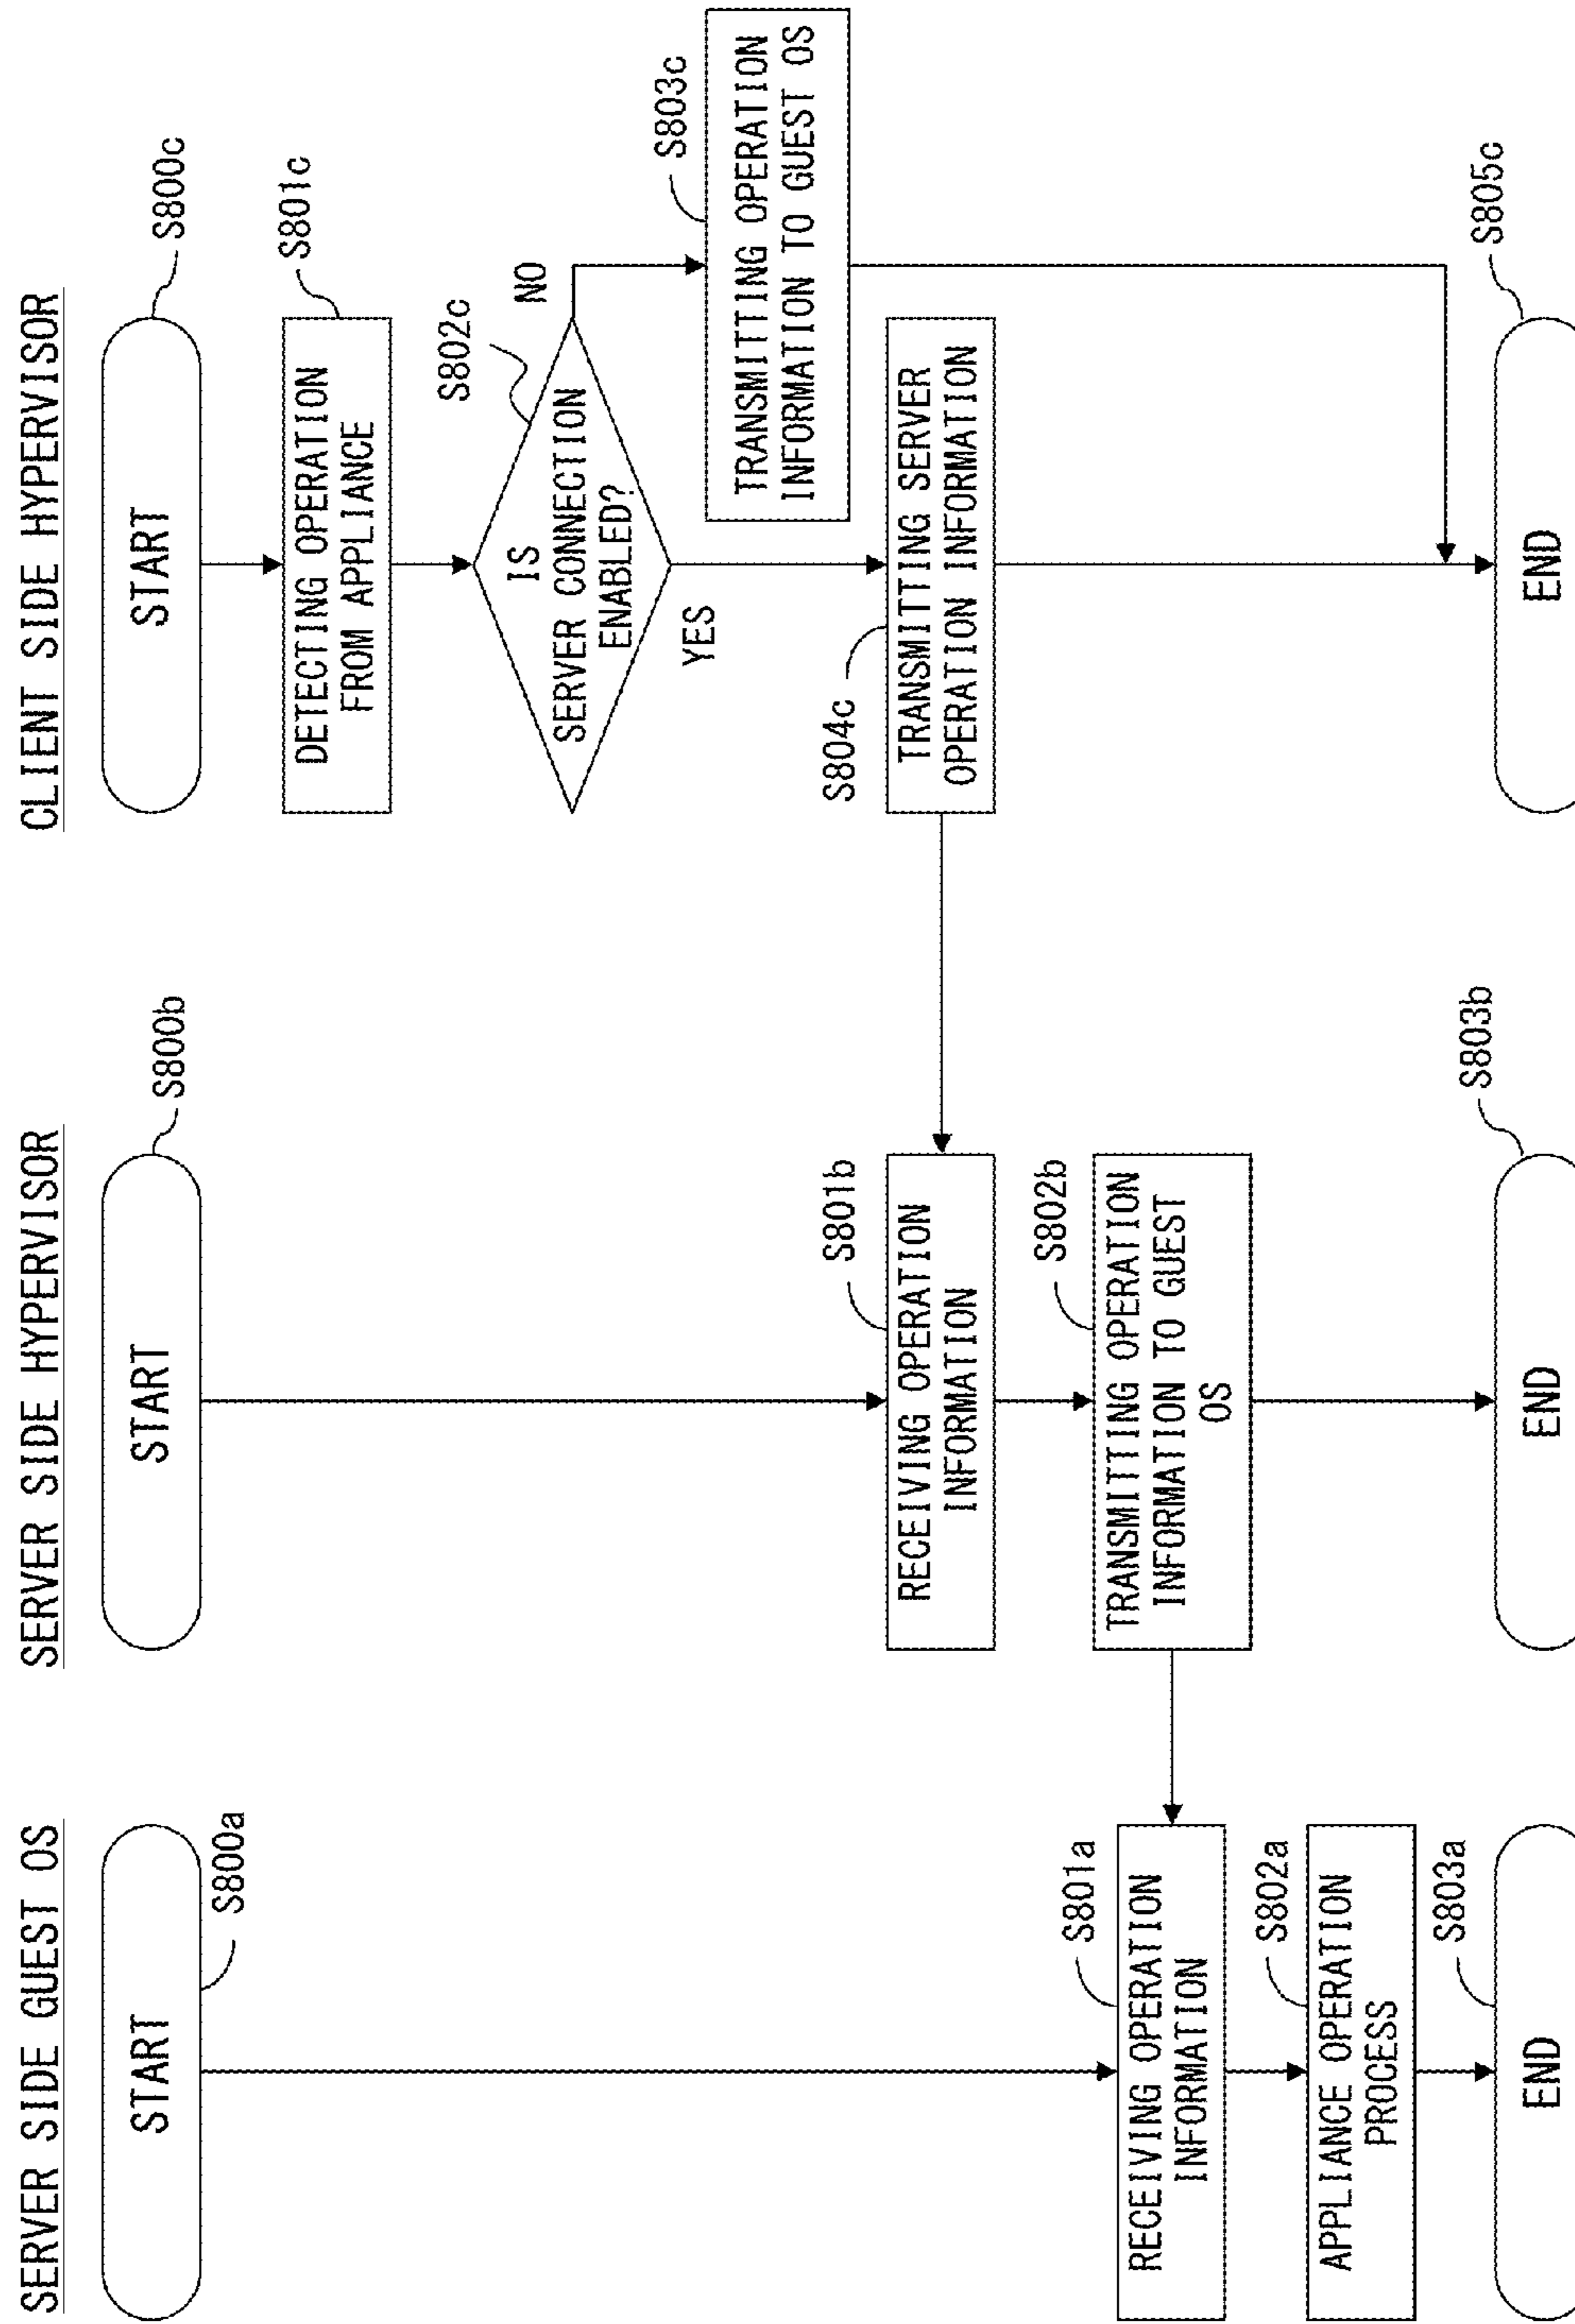 SERVER SIDE GUEST OS
START
S800a
RECEIVING OPERATION
INFORMATION
S801a
APPLIANCE OPERATION
PROCESS
S802a
END
S803a
SERVER SIDE HYPERVISOR
START
S800b
RECEIVING OPERATION
INFORMATION
S801b
TRANSMITTING OPERATION
INFORMATION TO GUEST
OS
S802b
END
S803b
CLIENT SIDE HYPERVISOR
START
S800c
DETECTING OPERATION
FROM APPLIANCE
S801c
IS
SERVER CONNECTION
ENABLED?
S802c
NO
YES
TRANSMITTING OPERATION
INFORMATION TO GUEST OS
S803c
TRANSMITTING SERVER
OPERATION INFORMATION
S804c
END
S805c